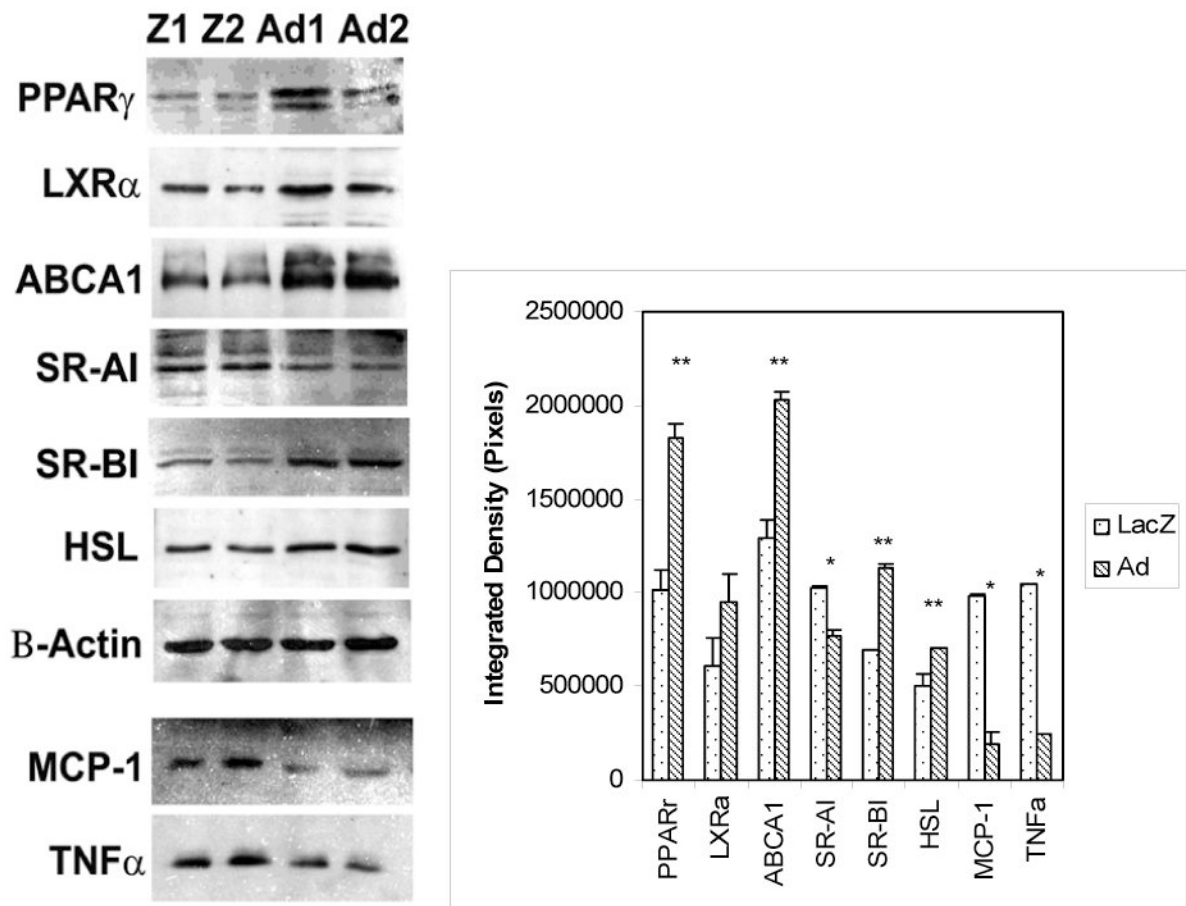 Z1 Z2 Ad1 Ad2
PPARγ
LXRα
ABCA1
SR-AI
SR-BI
HSL
Β-Actin
MCP-1
TNFα
Integrated Density (Pixels)
2500000
2000000
1500000
1000000
500000
0
** ** * ** ** * *
PPARr LXRa ABCA1 SR-AI SR-BI HSL MCP-1 TNFa
LacZ
Ad